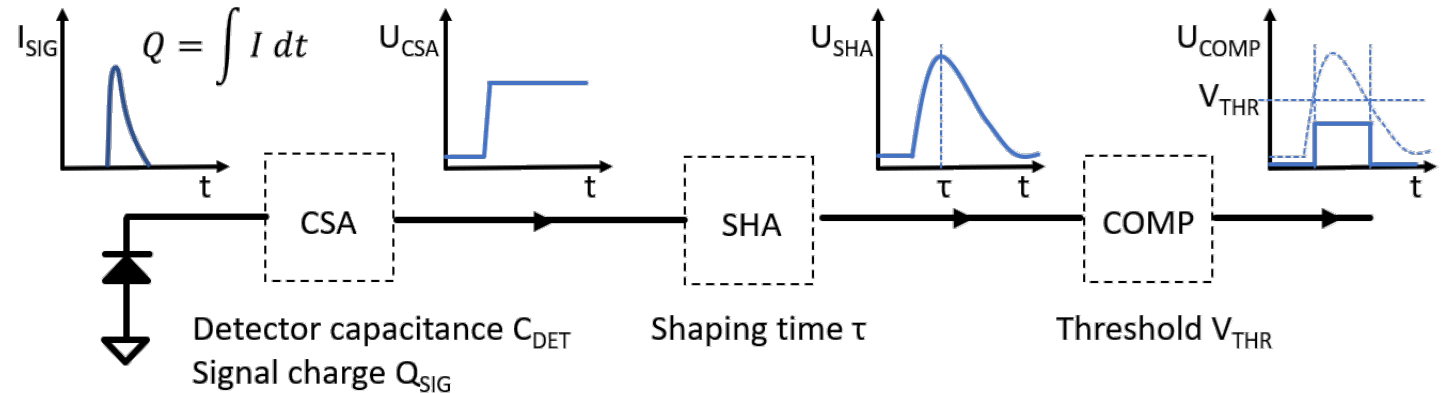 I_SIG
Q = ∫ I dt
t
U_CSA
t
U_SHA
τ
t
U_COMP
V_THR
t
CSA
SHA
COMP
Detector capacitance C_DET
Signal charge Q_SIG
Shaping time τ
Threshold V_THR